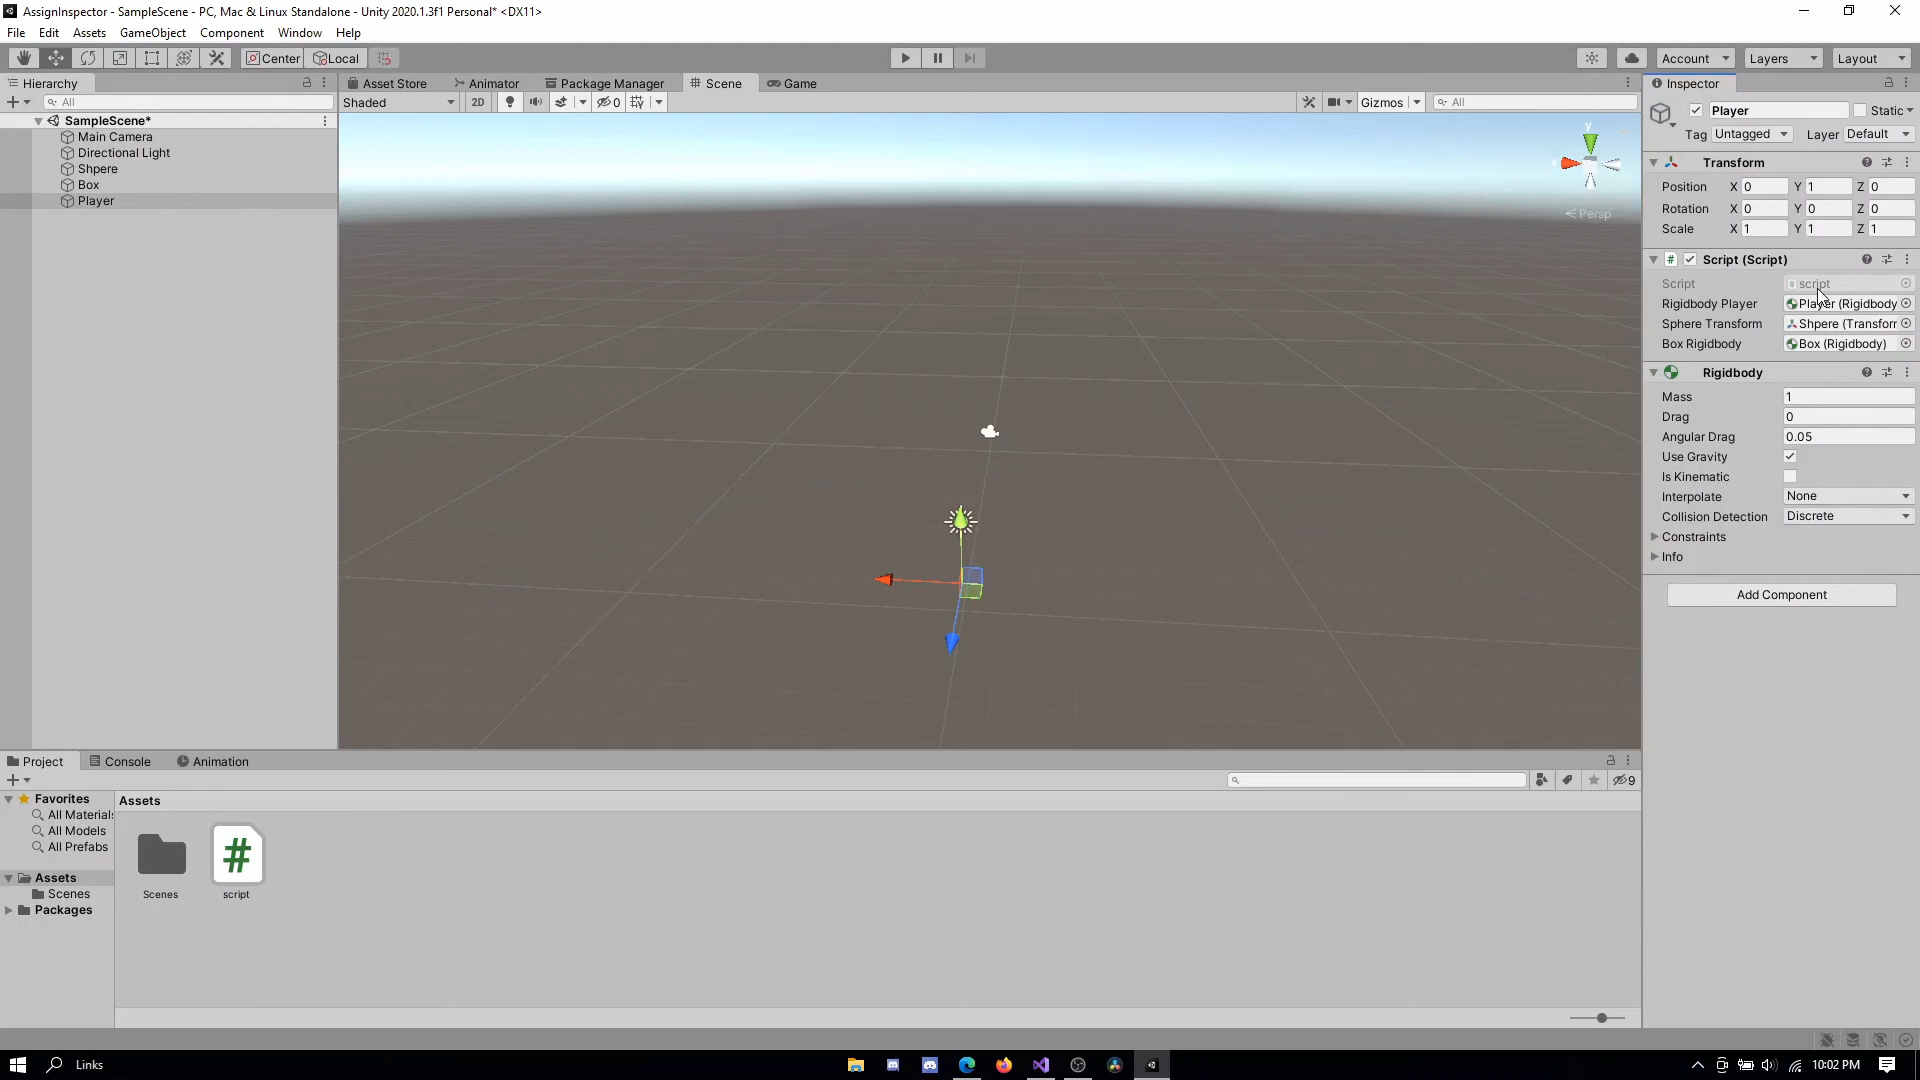 AssignInspector - SampleScene - PC, Mac & Linux Standalone - Unity 2020.1.3f1 Personal* <DX11>
File Edit Assets GameObject Component Window Help
Center Local Account Layers Layout
Hierarchy
All
SampleScene*
Main Camera
Directional Light
Shpere
Box
Player
Asset Store Animator Package Manager Scene Game
Shaded 2D 0 Gizmos All
y
x
< Persp
Inspector
Player Static
Tag Untagged Layer Default
Transform
Position X 0 Y 1 Z 0
Rotation X 0 Y 0 Z 0
Scale X 1 Y 1 Z 1
# Script (Script)
Script script
Rigidbody Player Player (Rigidbody
Sphere Transform Shpere (Transforr
Box Rigidbody Box (Rigidbody)
Rigidbody
Mass 1
Drag 0
Angular Drag 0.05
Use Gravity
Is Kinematic
Interpolate None
Collision Detection Discrete
Constraints
Info
Add Component
Project Console Animation
9
Favorites
All Materials
All Models
All Prefabs
Assets
Scenes
Packages
Assets
#
Scenes script
Links 10:02 PM